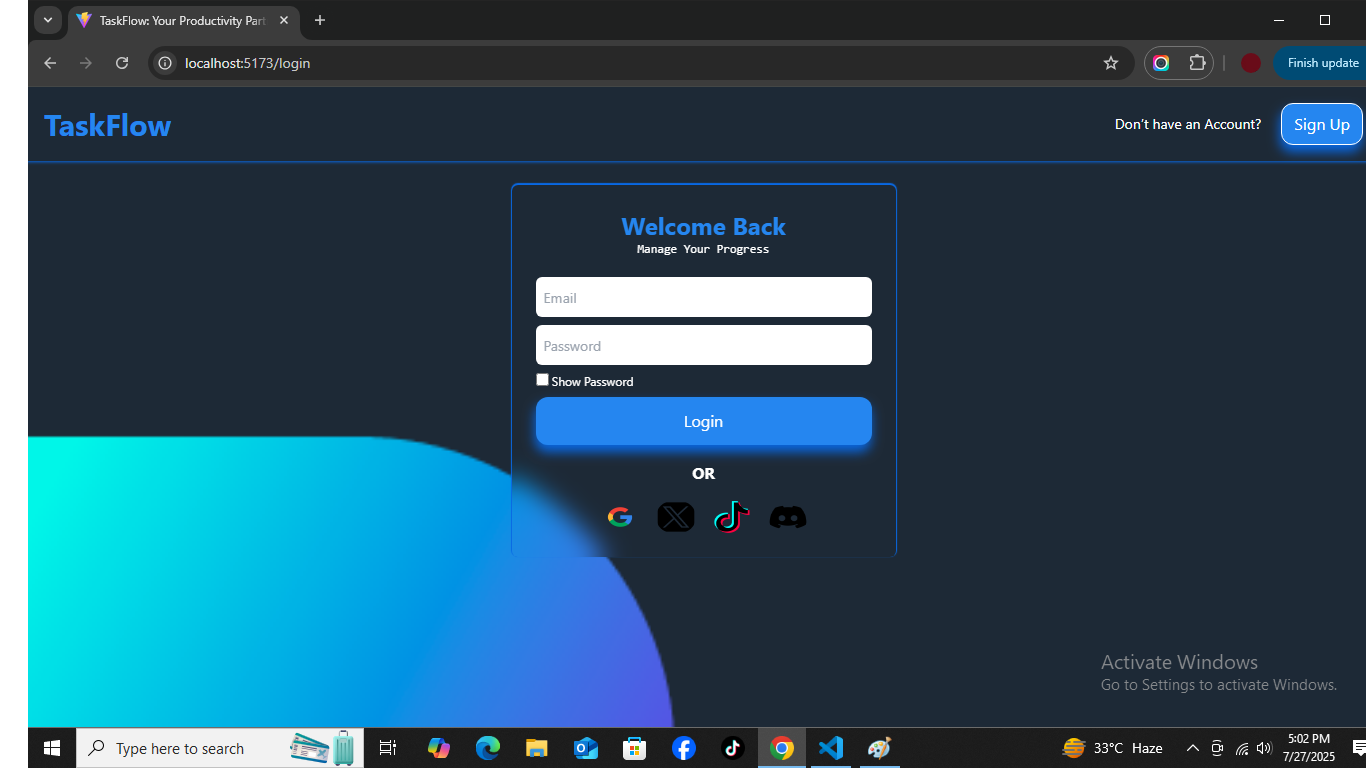 TaskFlow: Your Productivity Part
localhost:5173/login
Finish update
TaskFlow
Don't have an Account?
Sign Up
Welcome Back
Manage Your Progress
Email
Password
Show Password
Login
OR
Activate Windows
Go to Settings to activate Windows.
Type here to search
33°C Haze
5:02 PM
7/27/2025